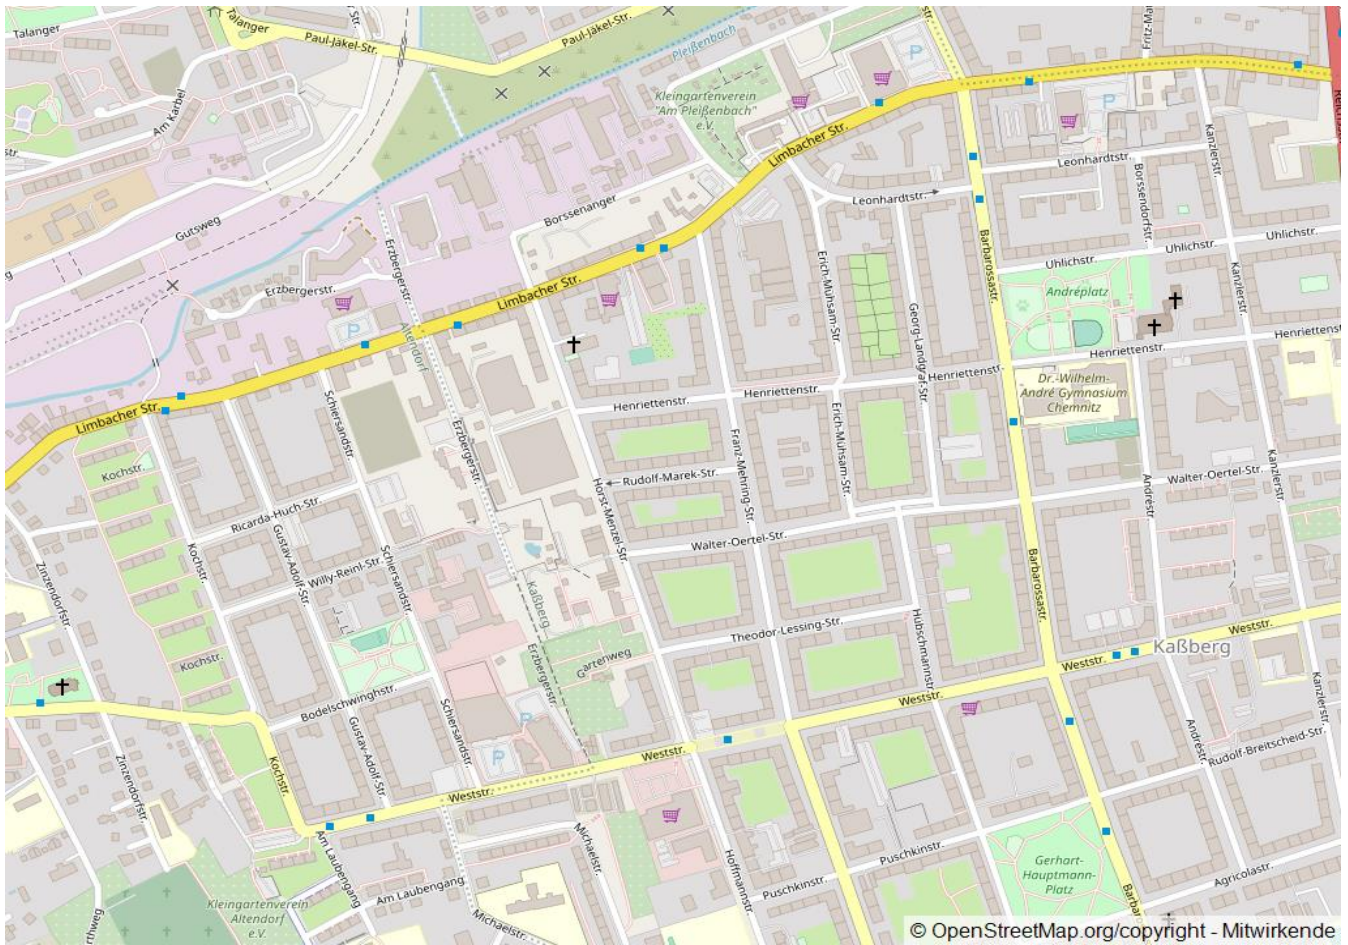 Talanger
Talanger
Paul-Jäkel-Str.
Paul-Jäkel-Str.
Pleißenbach
Am Karbel
Kleingartenverein
"Am Pleißenbach"
e.V.
Limbacher Str.
Leonhardtstr.
Kanzlerstr.
Borssendorfstr.
Leonhardtstr.
Borssenanger
Gutsweg
Erzbergerstr.
Erzbergerstr.
Limbacher Str.
Barbarossastr.
Uhlichstr.
Uhlichstr.
Andréplatz
Kanzlerstr.
Erich-Mühsam-Str.
Georg-Landgraf-Str.
Altendorf
Henriettenstr.
Henriettenstr.
Henriettenstr.
Dr.-Wilhelm-
André Gymnasium
Chemnitz
Limbacher Str.
Schiersandstr.
Henriettenstr.
Erich-Mühsam-Str.
Franz-Mehring-Str.
Erzbergerstr.
Kochstr.
Rudolf-Marek-Str.
Walter-Oertel-Str.
Kanzlerstr.
Andréstr.
Horst-Menzel-Str.
Ricarda-Huch-Str.
Gustav-Adolf-Str.
Walter-Oertel-Str.
Willy-Reinl-Str.
Schiersandstr.
Kochstr.
Zinzendorfstr.
Barbarossastr.
Kaßberg
Theodor-Lessing-Str.
Hübschmannstr.
Weststr.
Kaßberg
Weststr.
Erzbergerstr.
Gartenweg
Kochstr.
Bodelschwinghstr.
Weststr.
Kanzlerstr.
Schiersandstr.
Gustav-Adolf-Str.
Weststr.
Andréstr.
Rudolf-Breitscheid-Str.
Zinzendorfstr.
Kochstr.
Weststr.
Am Laubengang
Michaelstr.
Hoffmannstr.
Puschkinstr.
Puschkinstr.
Gerhart-
Hauptmann-
Platz
Agricolastr.
Am Laubengang
Kleingartenverein
Altendorf
e.V.
Michaelstr.
© OpenStreetMap.org/copyright - Mitwirkende